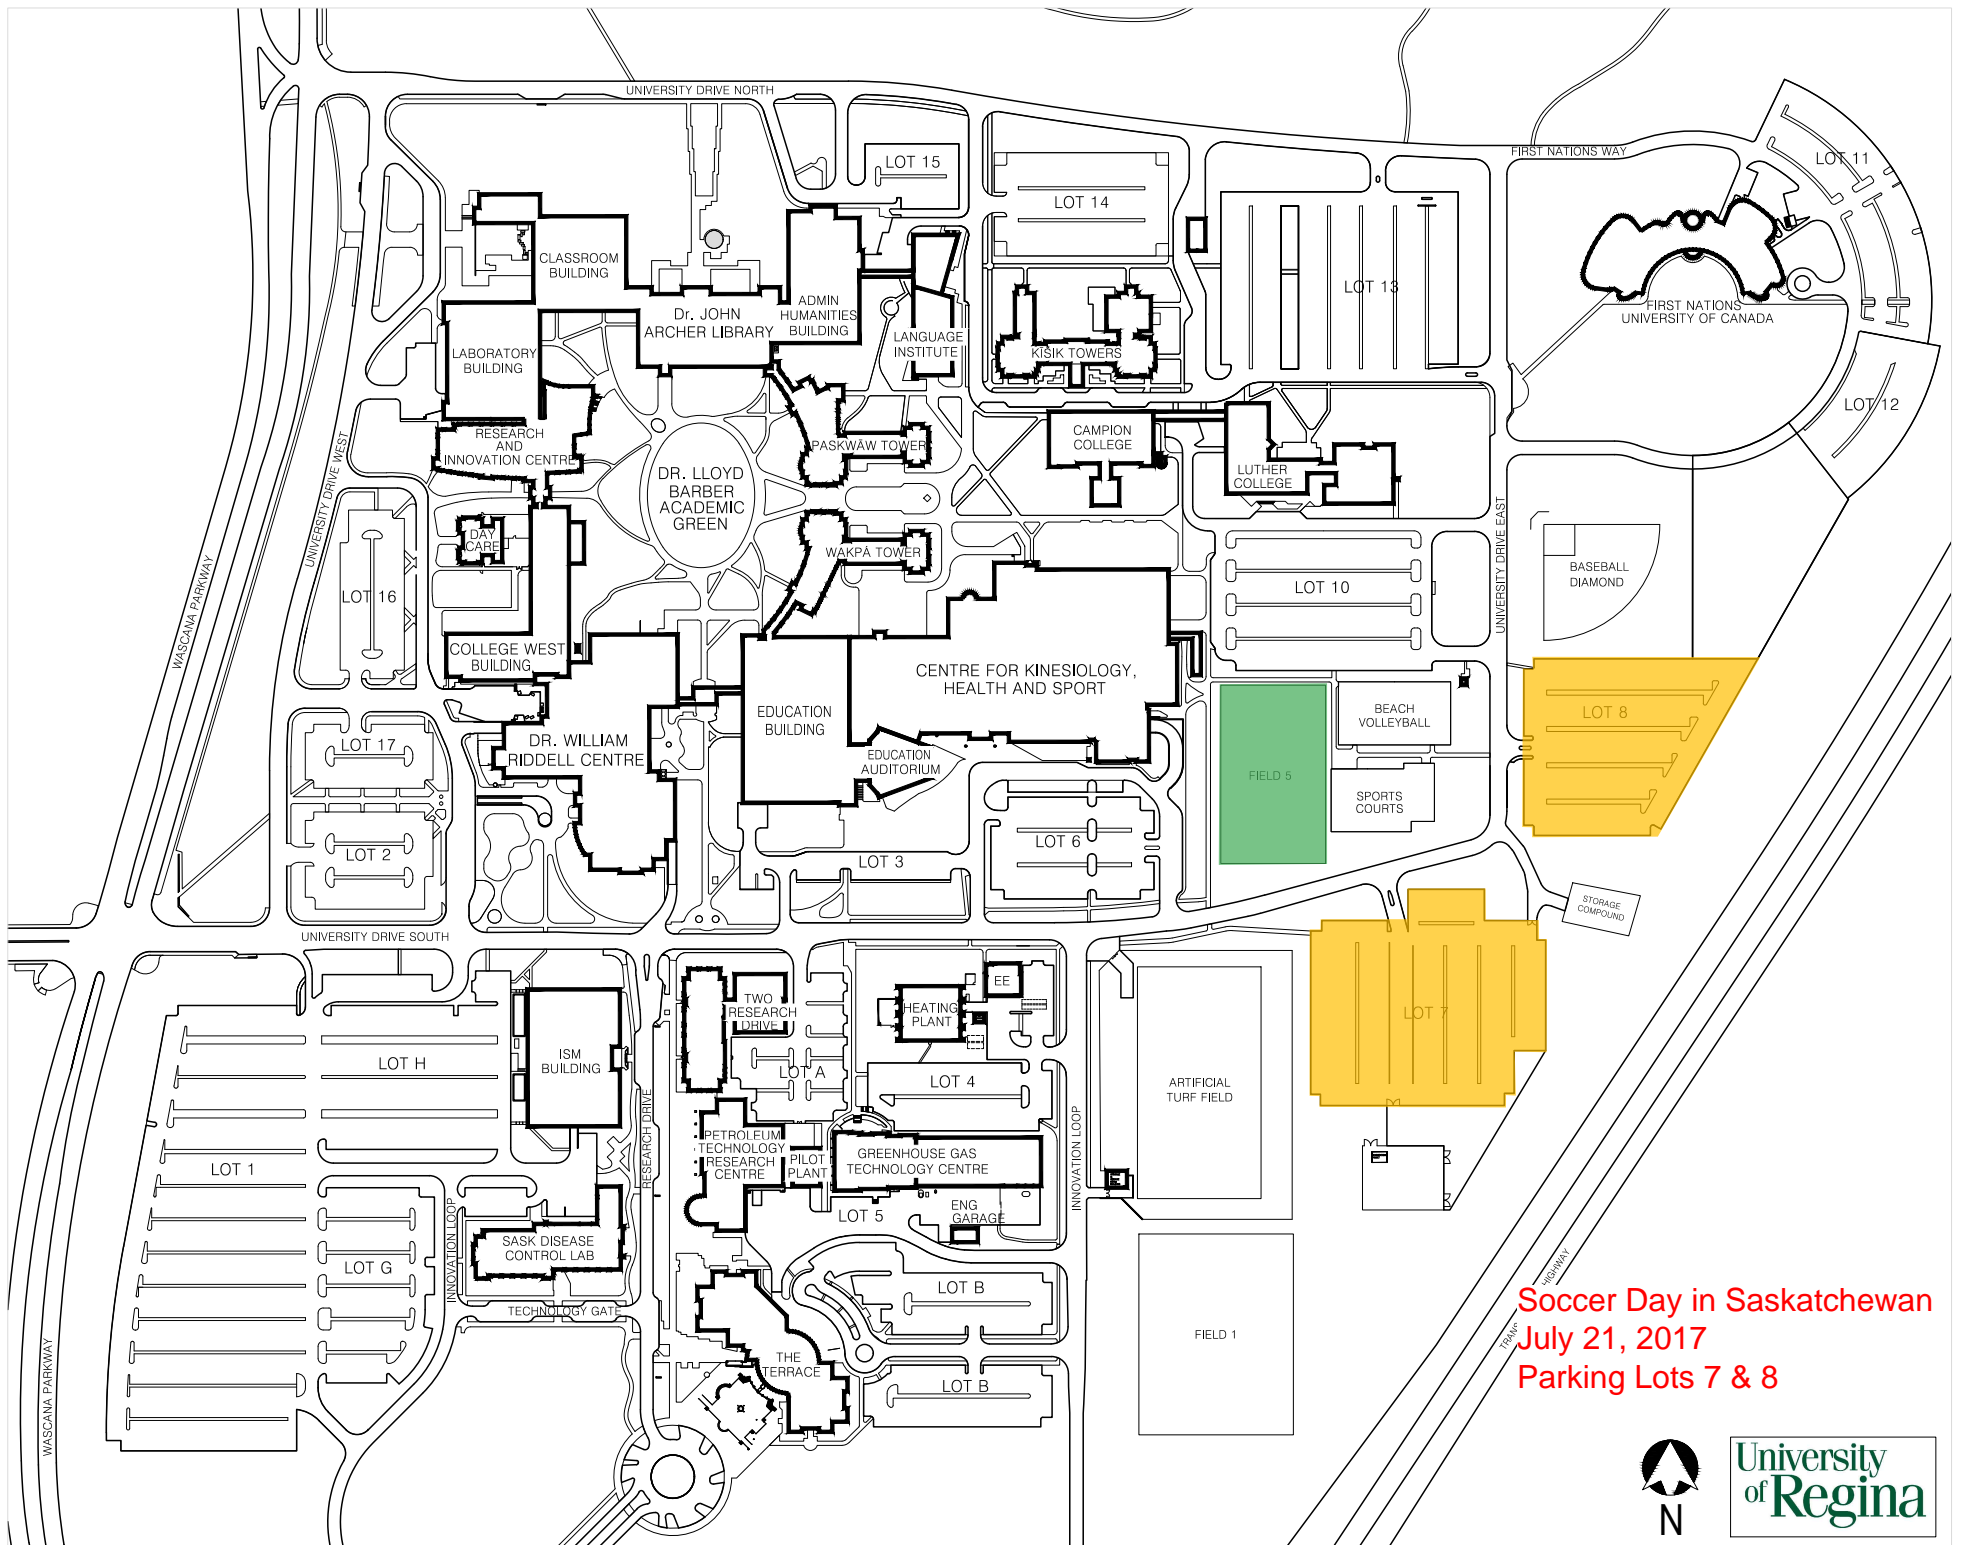 UNIVERSITY DRIVE NORTH
FIRST NATIONS WAY
LOT 11
LOT 15
LOT 14
CLASSROOM
BUILDING
LOT 13
ADMIN
HUMANITIES
BUILDING
Dr. JOHN
ARCHER LIBRARY
FIRST NATIONS
UNIVERSITY OF CANADA
LANGUAGE
INSTITUTE
KĪSIK TOWERS
LABORATORY
BUILDING
LOT 12
RESEARCH
AND
INNOVATION CENTRE
PASKWĀW TOWER
CAMPION
COLLEGE
LUTHER
COLLEGE
UNIVERSITY DRIVE WEST
DR. LLOYD
BARBER
ACADEMIC
GREEN
UNIVERSITY DRIVE EAST
DAY
CARE
WAKPĀ TOWER
BASEBALL
DIAMOND
WASCANA PARKWAY
LOT 16
LOT 10
COLLEGE WEST
BUILDING
CENTRE FOR KINESIOLOGY,
HEALTH AND SPORT
EDUCATION
BUILDING
BEACH
VOLLEYBALL
LOT 8
LOT 17
DR. WILLIAM
RIDDELL CENTRE
EDUCATION
AUDITORIUM
FIELD 5
SPORTS
COURTS
LOT 2
LOT 3
LOT 6
STORAGE
COMPOUND
UNIVERSITY DRIVE SOUTH
TWO
RESEARCH
DRIVE
HEATING
PLANT
EE
LOT 7
LOT H
ISM
BUILDING
LOT A
LOT 4
ARTIFICIAL
TURF FIELD
RESEARCH DRIVE
INNOVATION LOOP
PETROLEUM
TECHNOLOGY
RESEARCH
CENTRE
PILOT
PLANT
GREENHOUSE GAS
TECHNOLOGY CENTRE
LOT 1
INNOVATION LOOP
LOT 5
ENG
GARAGE
SASK DISEASE
CONTROL LAB
LOT G
LOT B
TECHNOLOGY GATE
FIELD 1
HIGHWAY
TRANS
Soccer Day in Saskatchewan
July 21, 2017
Parking Lots 7 & 8
THE
TERRACE
LOT B
WASCANA PARKWAY
N
University
of Regina